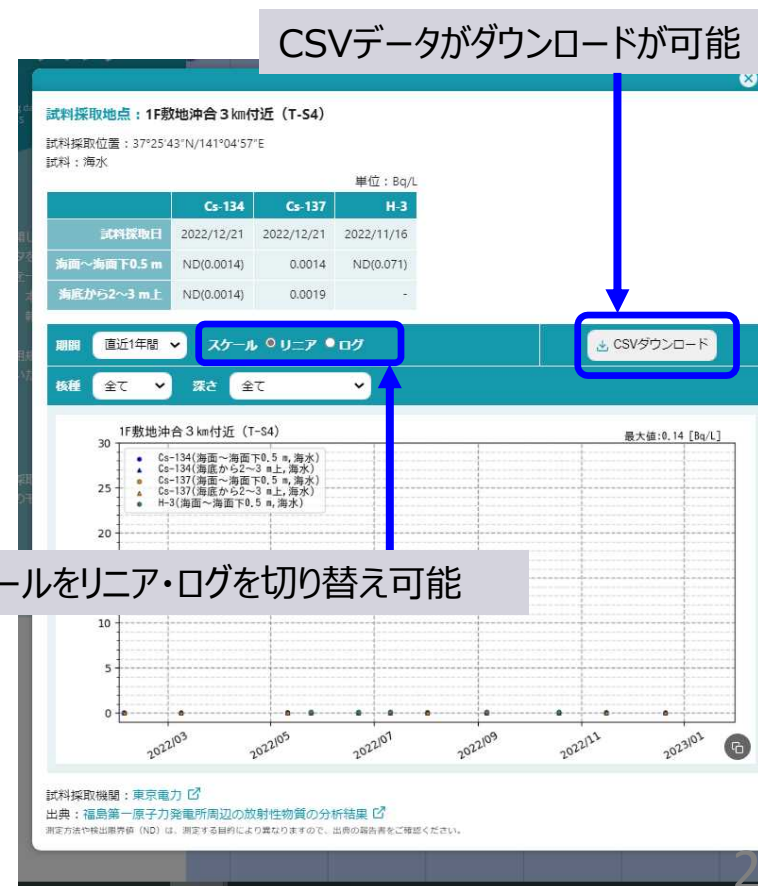 CSVデータがダウンロードが可能
試料採取地点：1F敷地沖合３㎞付近（T-S4）
試料採取位置：37°25'43"N/141°04'57"E
試料：海水
単位：Bq/L
Cs-134 Cs-137 H-3
試料採取日 2022/12/21 2022/12/21 2022/11/16
海面～海面下0.5 m ND(0.0014) 0.0014 ND(0.071)
海底から2～3 m上 ND(0.0014) 0.0019 -
期間 直近1年間 スケール リニア ログ CSVダウンロード
核種 全て 深さ 全て
1F敷地沖合３㎞付近（T-S4） 最大値:0.14 [Bq/L]
30
Cs-134(海面～海面下0.5 m,海水)
Cs-134(海底から2～3 m上,海水)
Cs-137(海面～海面下0.5 m,海水)
Cs-137(海底から2～3 m上,海水)
H-3(海面～海面下0.5 m,海水)
25
20
ールをリニア・ログを切り替え可能
10
5
0
2022/03 2022/05 2022/07 2022/09 2022/11 2023/01
試料採取機関：東京電力
出典：福島第一原子力発電所周辺の放射性物質の分析結果
測定方法や検出限界値（ND）は、測定する目的により異なりますので、出典の報告書をご確認ください。
2